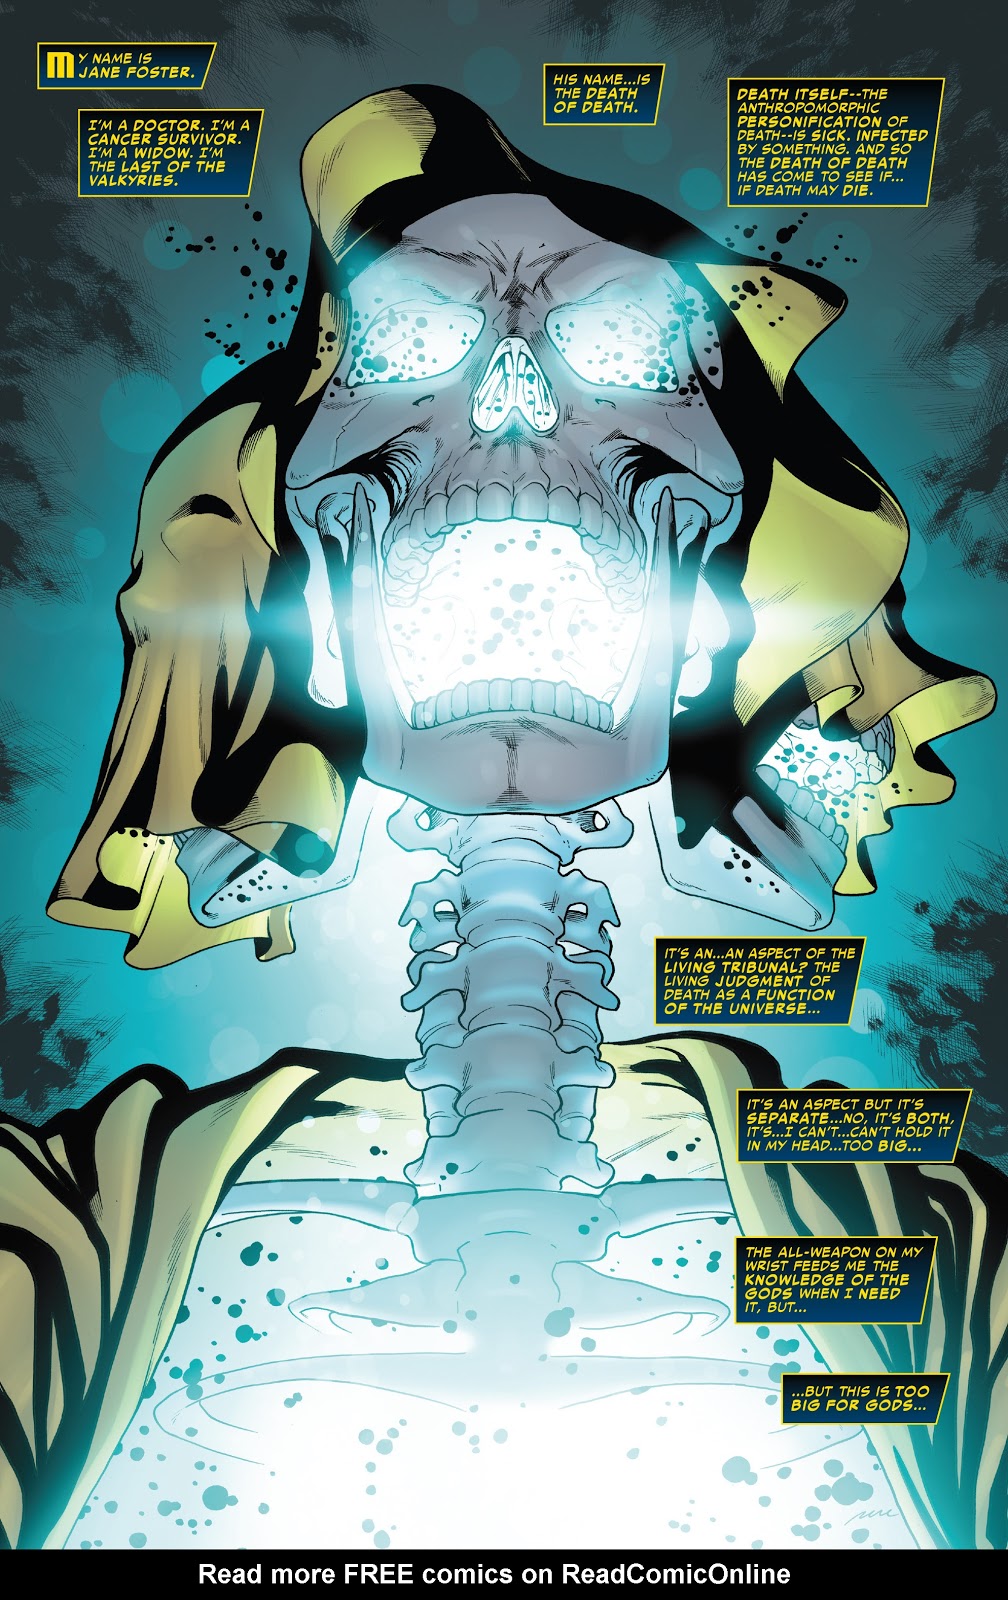 MY NAME IS
JANE FOSTER.
I'M A DOCTOR. I'M A
CANCER SURVIVOR.
I'M A WIDOW. I'M
THE LAST OF THE
VALKYRIES.
HIS NAME...IS
THE DEATH
OF DEATH.
DEATH ITSELF--THE
ANTHROPOMORPHIC
PERSONIFICATION OF
DEATH--IS SICK. INFECTED
BY SOMETHING. AND SO
THE DEATH OF DEATH
HAS COME TO SEE IF...
IF DEATH MAY DIE.
IT'S AN...AN ASPECT OF THE
LIVING TRIBUNAL? THE
LIVING JUDGMENT OF
DEATH AS A FUNCTION
OF THE UNIVERSE...
IT'S AN ASPECT BUT IT'S
SEPARATE...NO, IT'S BOTH,
IT'S...I CAN'T...CAN'T HOLD IT
IN MY HEAD...TOO BIG...
THE ALL-WEAPON ON MY
WRIST FEEDS ME THE
KNOWLEDGE OF THE
GODS WHEN I NEED
IT, BUT...
...BUT THIS IS TOO
BIG FOR GODS...
Read more FREE comics on ReadComicOnline